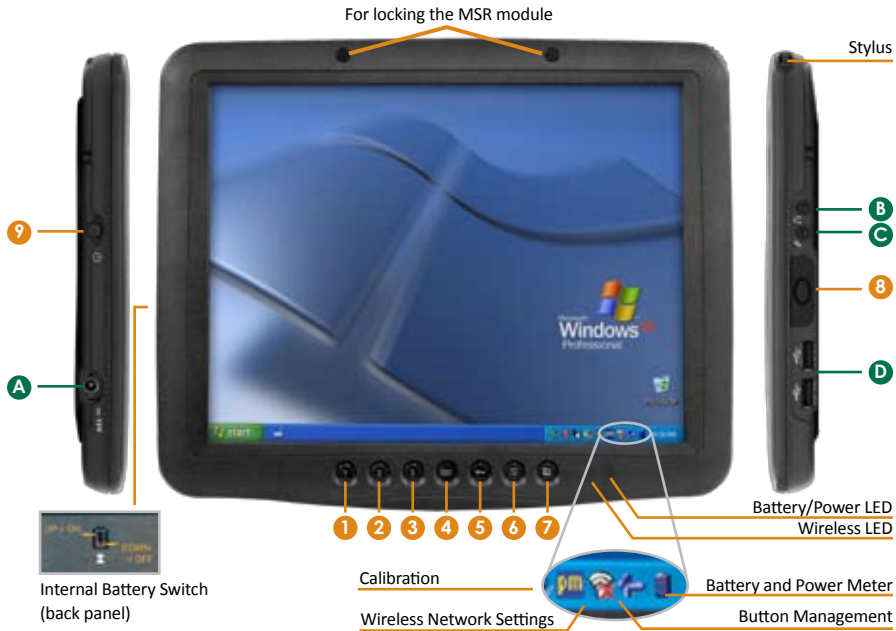 For locking the MSR module
Stylus
B
C
9
8
Microsoft
Windows xp
Professional
A
D
start
1 2 3 4 5 6 7
UP = ON
DOWN
= OFF
Battery/Power LED
Wireless LED
Internal Battery Switch
(back panel)
Calibration
pm
Battery and Power Meter
Wireless Network Settings
Button Management